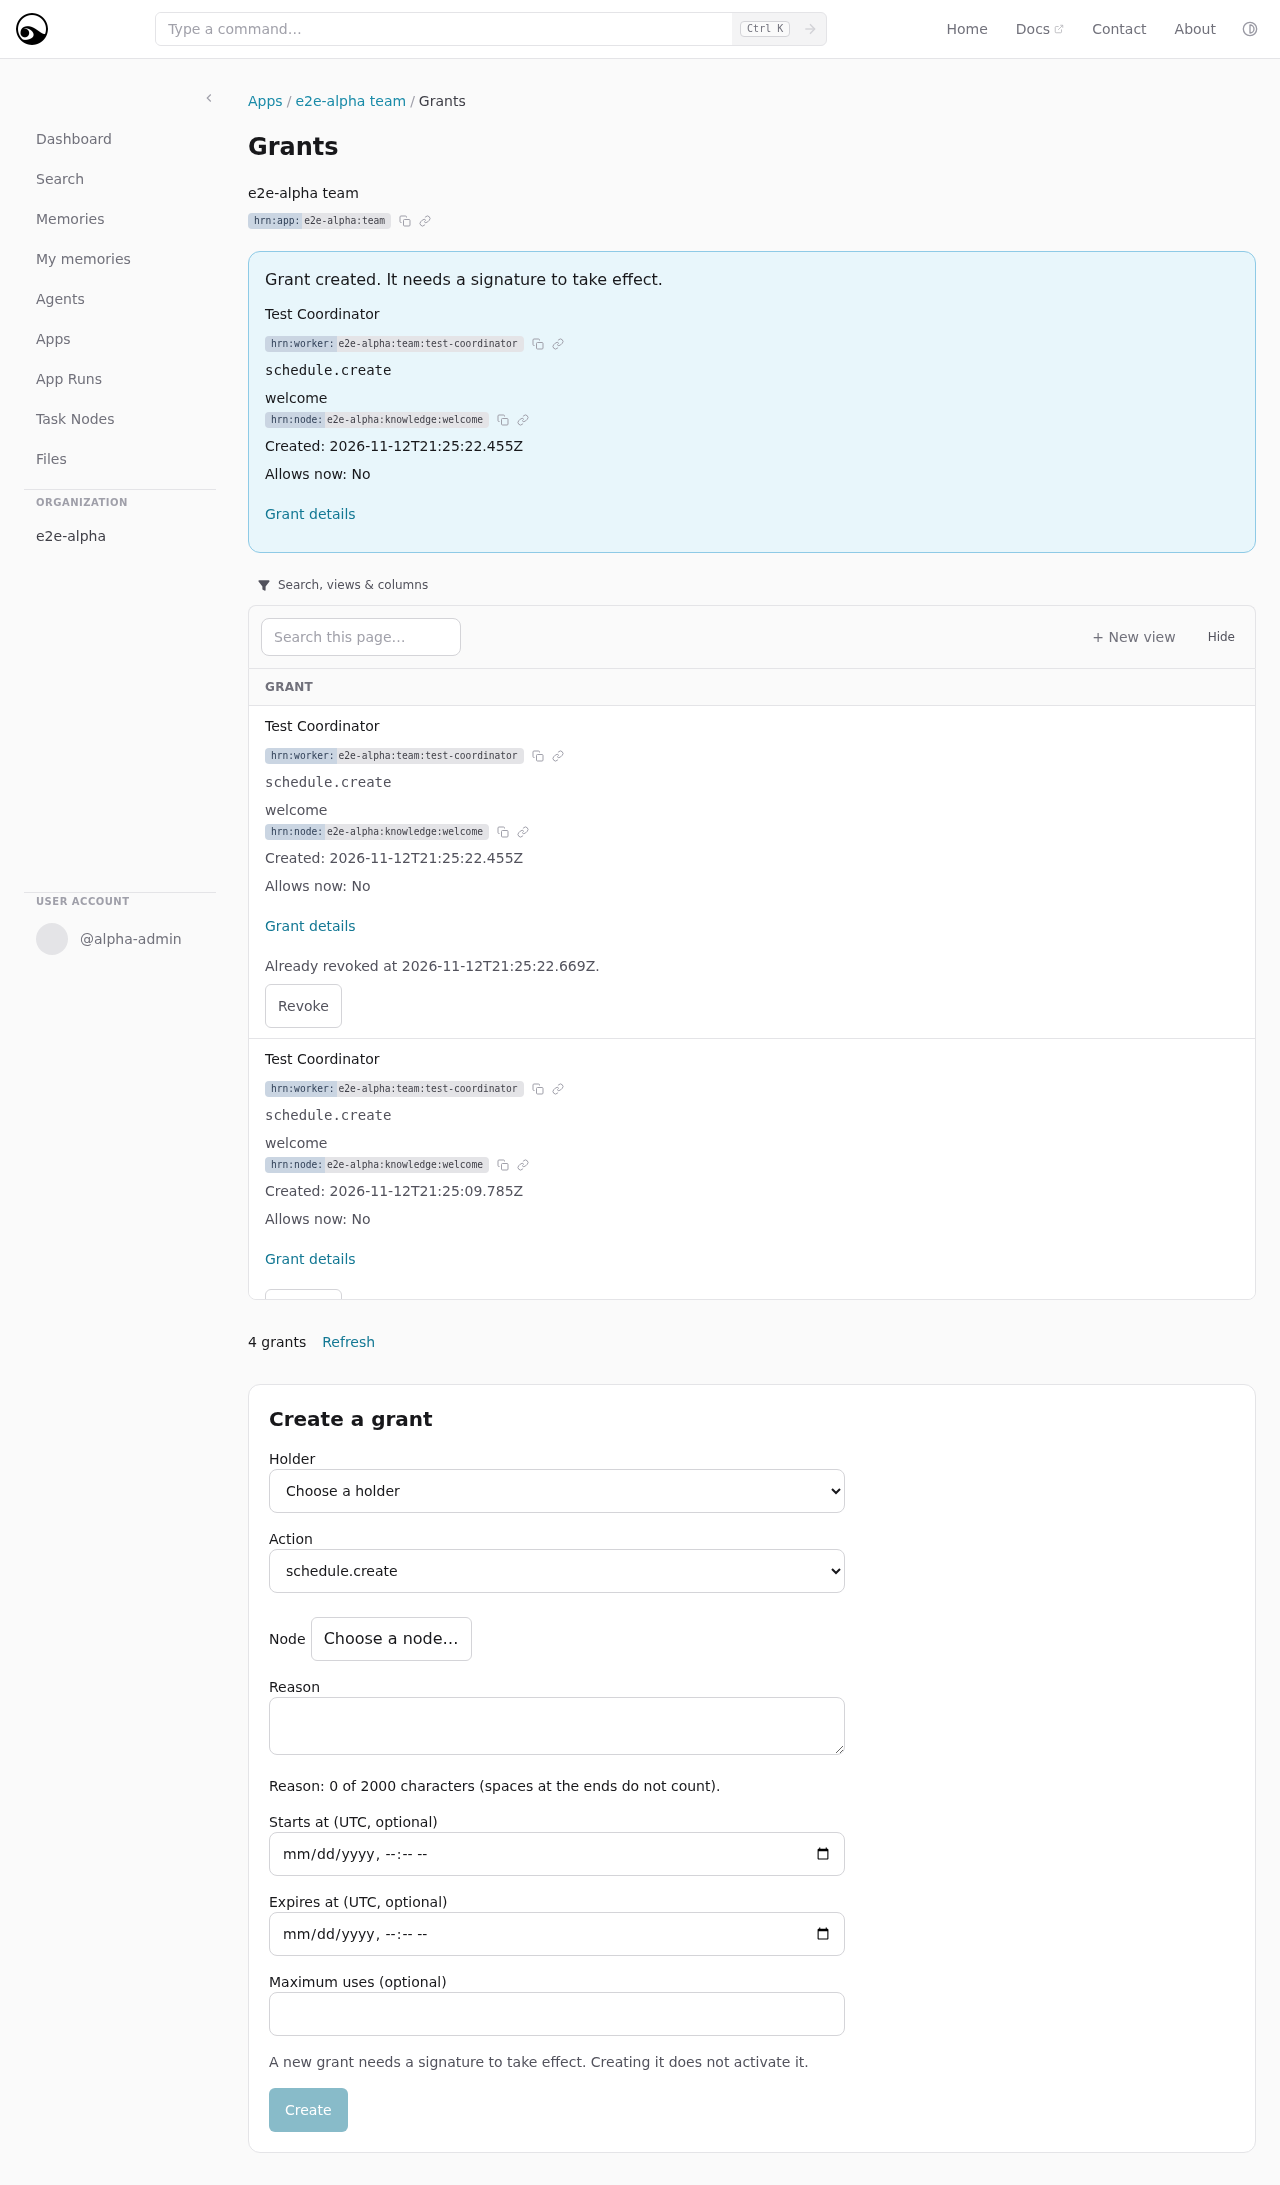 Type a command...
Ctrl K
Home
Docs
Contact
About
Apps / e2e-alpha team / Grants
Dashboard
Search
Memories
My memories
Agents
Apps
App Runs
Task Nodes
Files
ORGANIZATION
e2e-alpha
USER ACCOUNT
@alpha-admin
Grants
e2e-alpha team
hrn:app: e2e-alpha:team
Grant created. It needs a signature to take effect.
Test Coordinator
hrn:worker: e2e-alpha:team:test-coordinator
schedule.create
welcome
hrn:node: e2e-alpha:knowledge:welcome
Created: 2026-11-12T21:25:22.455Z
Allows now: No
Grant details
Search, views & columns
Search this page...
+ New view
Hide
GRANT
Test Coordinator
hrn:worker: e2e-alpha:team:test-coordinator
schedule.create
welcome
hrn:node: e2e-alpha:knowledge:welcome
Created: 2026-11-12T21:25:22.455Z
Allows now: No
Grant details
Already revoked at 2026-11-12T21:25:22.669Z.
Revoke
Test Coordinator
hrn:worker: e2e-alpha:team:test-coordinator
schedule.create
welcome
hrn:node: e2e-alpha:knowledge:welcome
Created: 2026-11-12T21:25:09.785Z
Allows now: No
Grant details
4 grants
Refresh
Create a grant
Holder
Choose a holder
Action
schedule.create
Node
Choose a node...
Reason
Reason: 0 of 2000 characters (spaces at the ends do not count).
Starts at (UTC, optional)
mm/dd/yyyy, --:-- --
Expires at (UTC, optional)
mm/dd/yyyy, --:-- --
Maximum uses (optional)
A new grant needs a signature to take effect. Creating it does not activate it.
Create